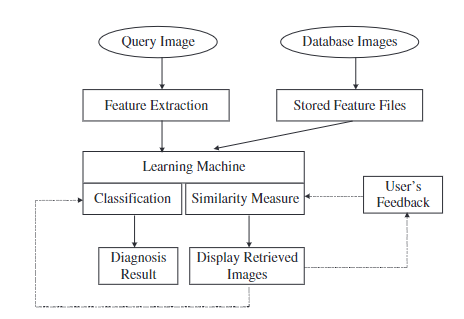 Query Image
Database Images
Feature Extraction
Stored Feature Files
Learning Machine
Classification
Similarity Measure
User's
Feedback
Diagnosis
Result
Display Retrieved
Images